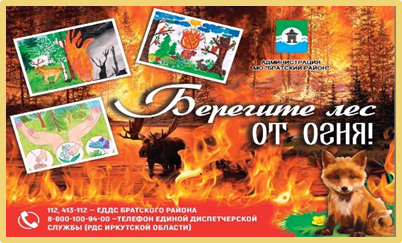 АДМИНИСТРАЦИЯ
МО "БРАТСКИЙ РАЙОН"
Берегите лес
ОТ ОГНЯ!
112, 413-112 – ЕДДС БРАТСКОГО РАЙОНА
8-800-100-94-00 –ТЕЛЕФОН ЕДИНОЙ ДИСПЕТЧЕРСКОЙ
СЛУЖБЫ (РДС ИРКУТСКОЙ ОБЛАСТИ)